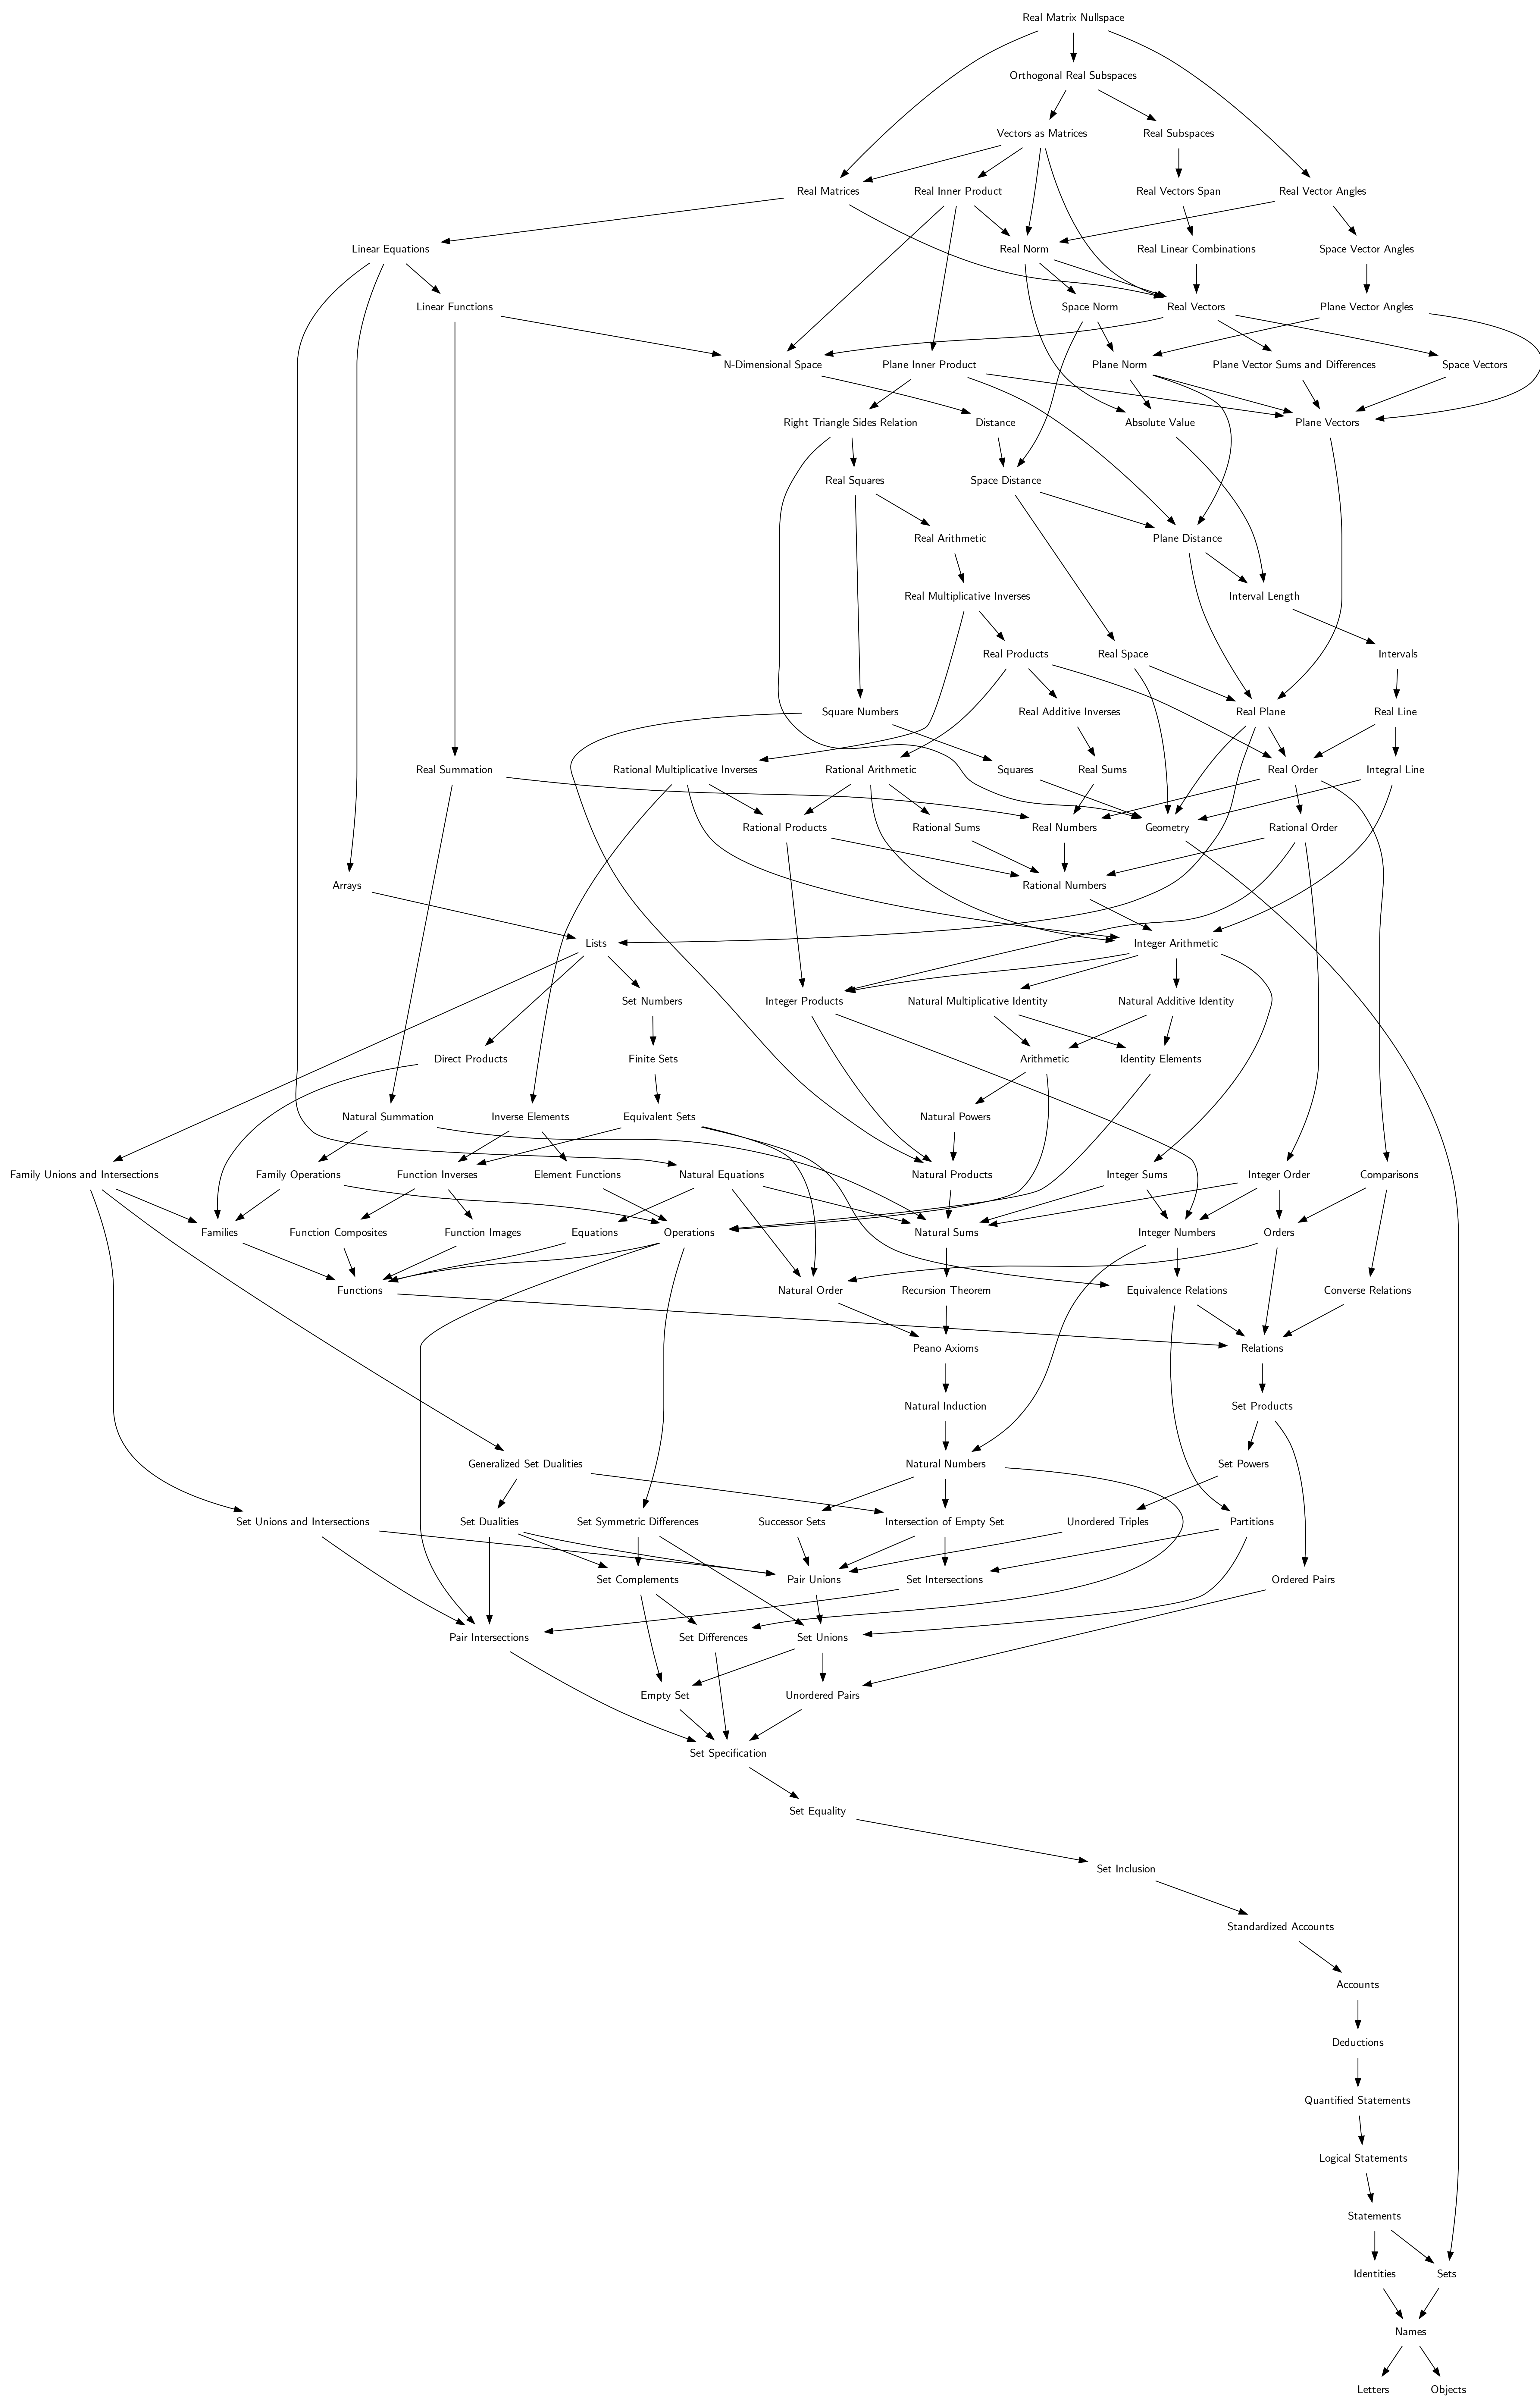 Real Matrix Nullspace
Orthogonal Real Subspaces
Vectors as Matrices
Real Subspaces
Real Matrices
Real Inner Product
Real Vectors Span
Real Vector Angles
Linear Equations
Real Norm
Real Linear Combinations
Space Vector Angles
Linear Functions
Space Norm
Real Vectors
Plane Vector Angles
N-Dimensional Space
Plane Inner Product
Plane Norm
Plane Vector Sums and Differences
Space Vectors
Right Triangle Sides Relation
Distance
Absolute Value
Plane Vectors
Real Squares
Space Distance
Real Arithmetic
Plane Distance
Real Multiplicative Inverses
Interval Length
Real Products
Real Space
Intervals
Square Numbers
Real Additive Inverses
Real Plane
Real Line
Real Summation
Rational Multiplicative Inverses
Rational Arithmetic
Squares
Real Sums
Real Order
Integral Line
Rational Products
Rational Sums
Real Numbers
Geometry
Rational Order
Arrays
Rational Numbers
Lists
Integer Arithmetic
Set Numbers
Integer Products
Natural Multiplicative Identity
Natural Additive Identity
Direct Products
Finite Sets
Arithmetic
Identity Elements
Natural Summation
Inverse Elements
Equivalent Sets
Natural Powers
Family Unions and Intersections
Family Operations
Function Inverses
Element Functions
Natural Equations
Natural Products
Integer Sums
Integer Order
Comparisons
Families
Function Composites
Function Images
Equations
Operations
Natural Sums
Integer Numbers
Orders
Functions
Natural Order
Recursion Theorem
Equivalence Relations
Converse Relations
Peano Axioms
Relations
Natural Induction
Set Products
Generalized Set Dualities
Natural Numbers
Set Powers
Set Unions and Intersections
Set Dualities
Set Symmetric Differences
Successor Sets
Intersection of Empty Set
Unordered Triples
Partitions
Set Complements
Pair Unions
Set Intersections
Ordered Pairs
Pair Intersections
Set Differences
Set Unions
Empty Set
Unordered Pairs
Set Specification
Set Equality
Set Inclusion
Standardized Accounts
Accounts
Deductions
Quantified Statements
Logical Statements
Statements
Identities
Sets
Names
Letters
Objects